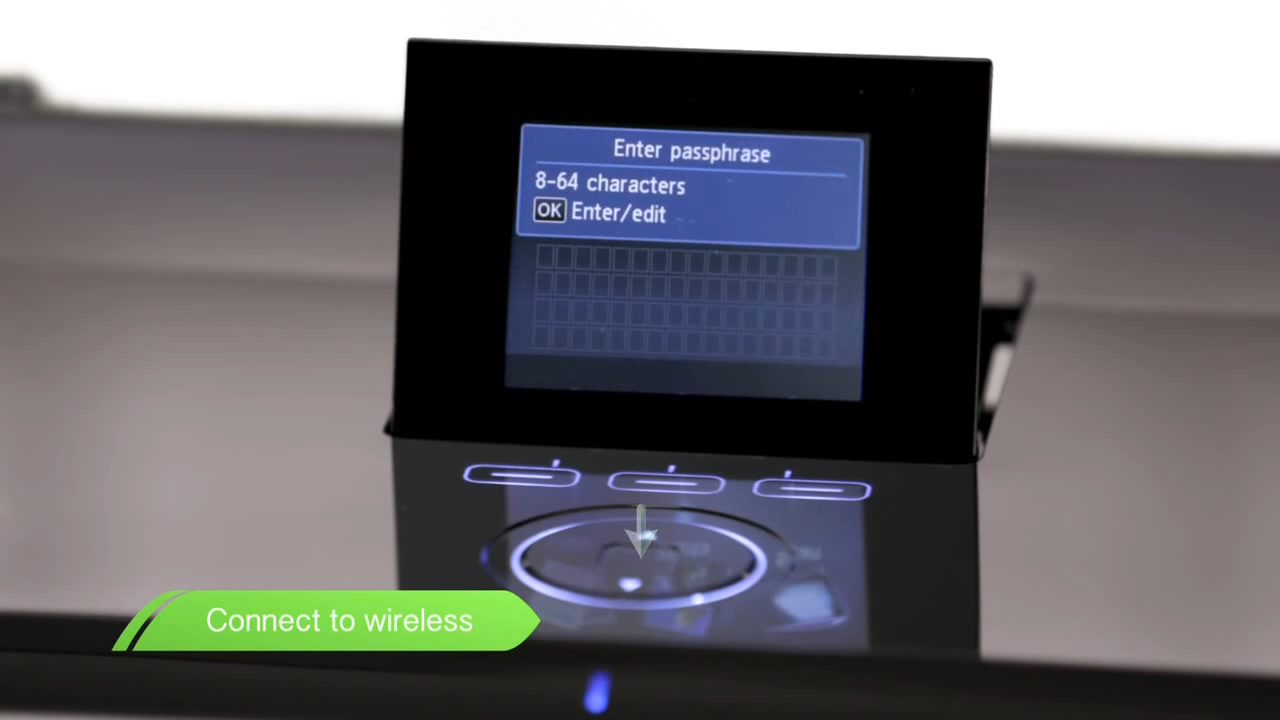 Enter passphrase
8-64 characters
OK Enter/edit
Connect to wireless